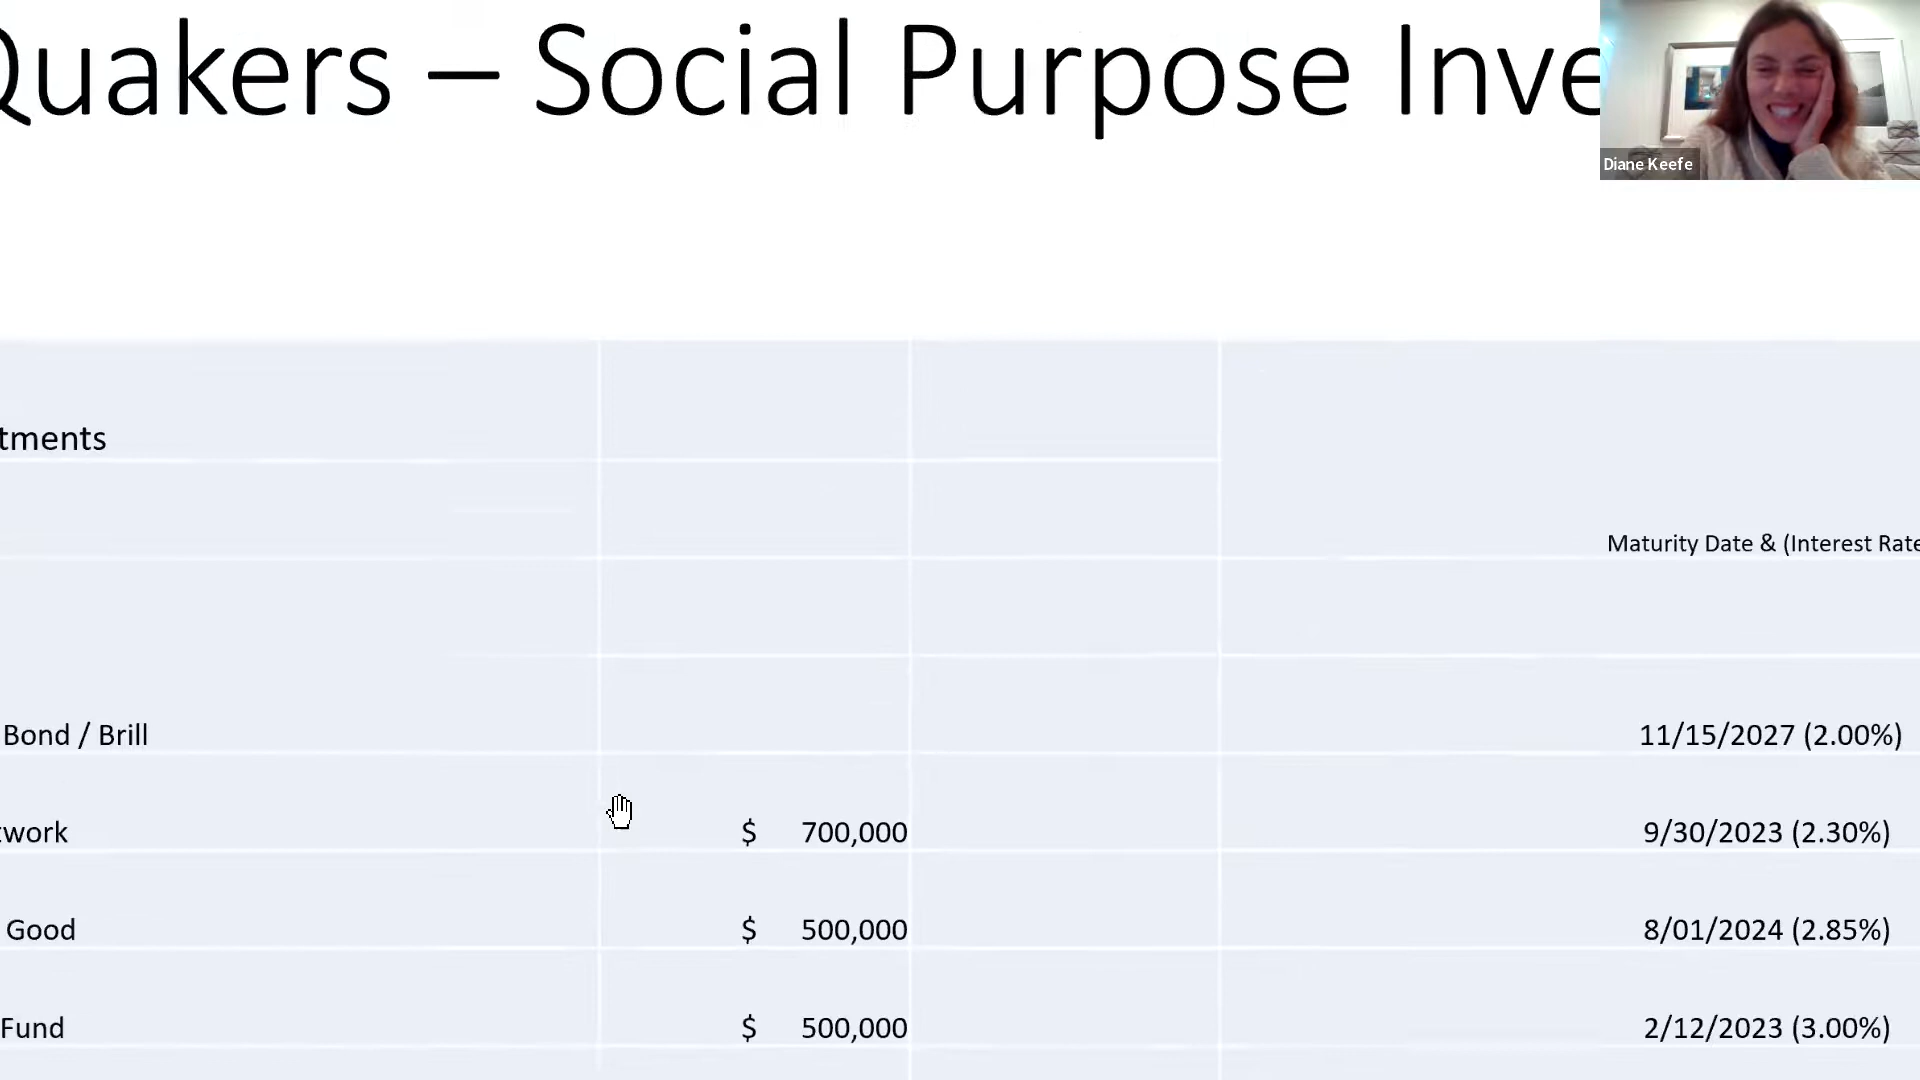 Quakers – Social Purpose Inve
Diane Keefe
tments
Maturity Date & (Interest Rate
Bond / Brill 11/15/2027 (2.00%)
twork $ 700,000 9/30/2023 (2.30%)
Good $ 500,000 8/01/2024 (2.85%)
Fund $ 500,000 2/12/2023 (3.00%)